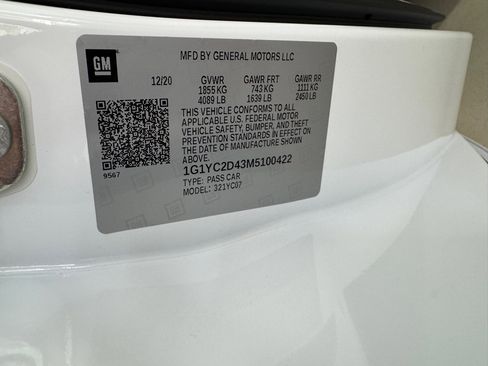 GM
MFD BY GENERAL MOTORS LLC
12/20 GVWR GAWR FRT GAWR RR
1855 KG 743 KG 1111 KG
4089 LB 1639 LB 2450 LB
THIS VEHICLE CONFORMS TO ALL
APPLICABLE U.S. FEDERAL MOTOR
VEHICLE SAFETY, BUMPER, AND THEFT
PREVENTION STANDARDS IN EFFECT
ON THE DATE OF MANUFACTURE SHOWN
ABOVE.
9567
1G1YC2D43M5100422
TYPE: PASS CAR
MODEL: 321YC07